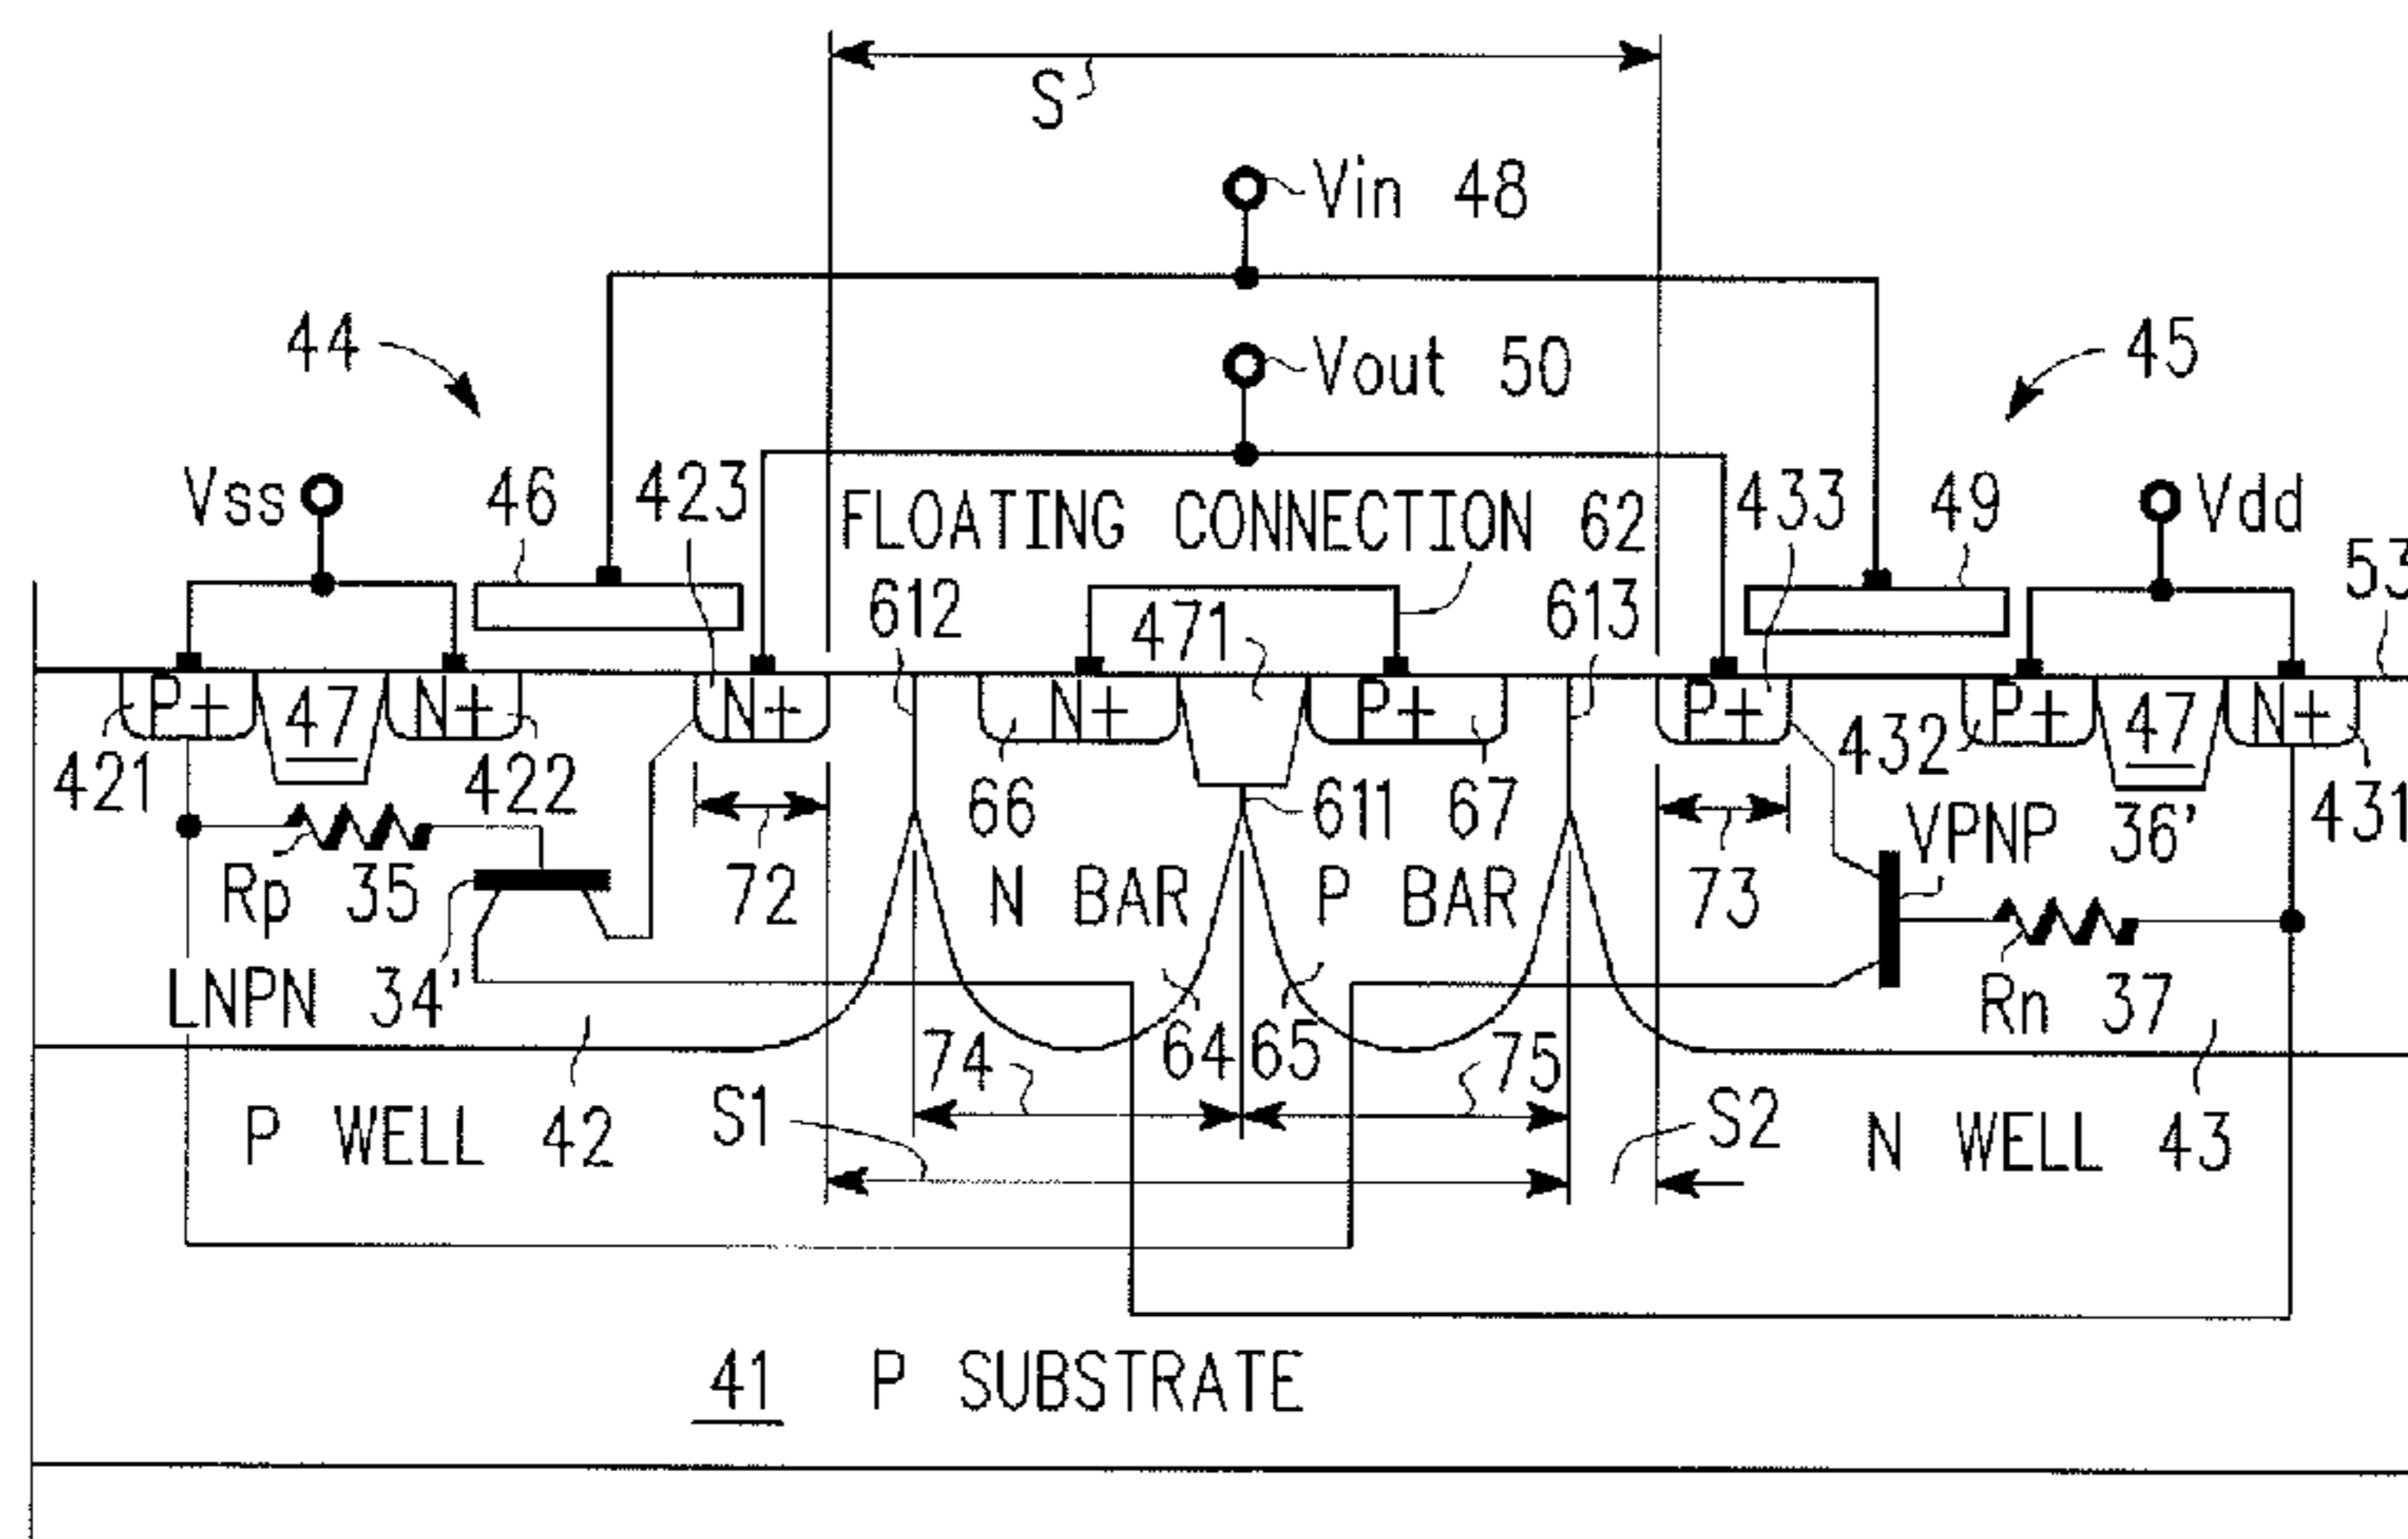 S
Vin 48
44
Vout 50
45
Vss
46
423
FLOATING CONNECTION 62
433
49
Vdd
53
612
471
613
P+
47
N+
N+
N+
P+
P+
P+
47
N+
421
422
66
611
67
432
431
Rp 35
72
N BAR
P BAR
73
VPNP 36'
LNPN 34'
Rn 37
74
64
65
75
S1
S2
P WELL 42
N WELL 43
41 P SUBSTRATE